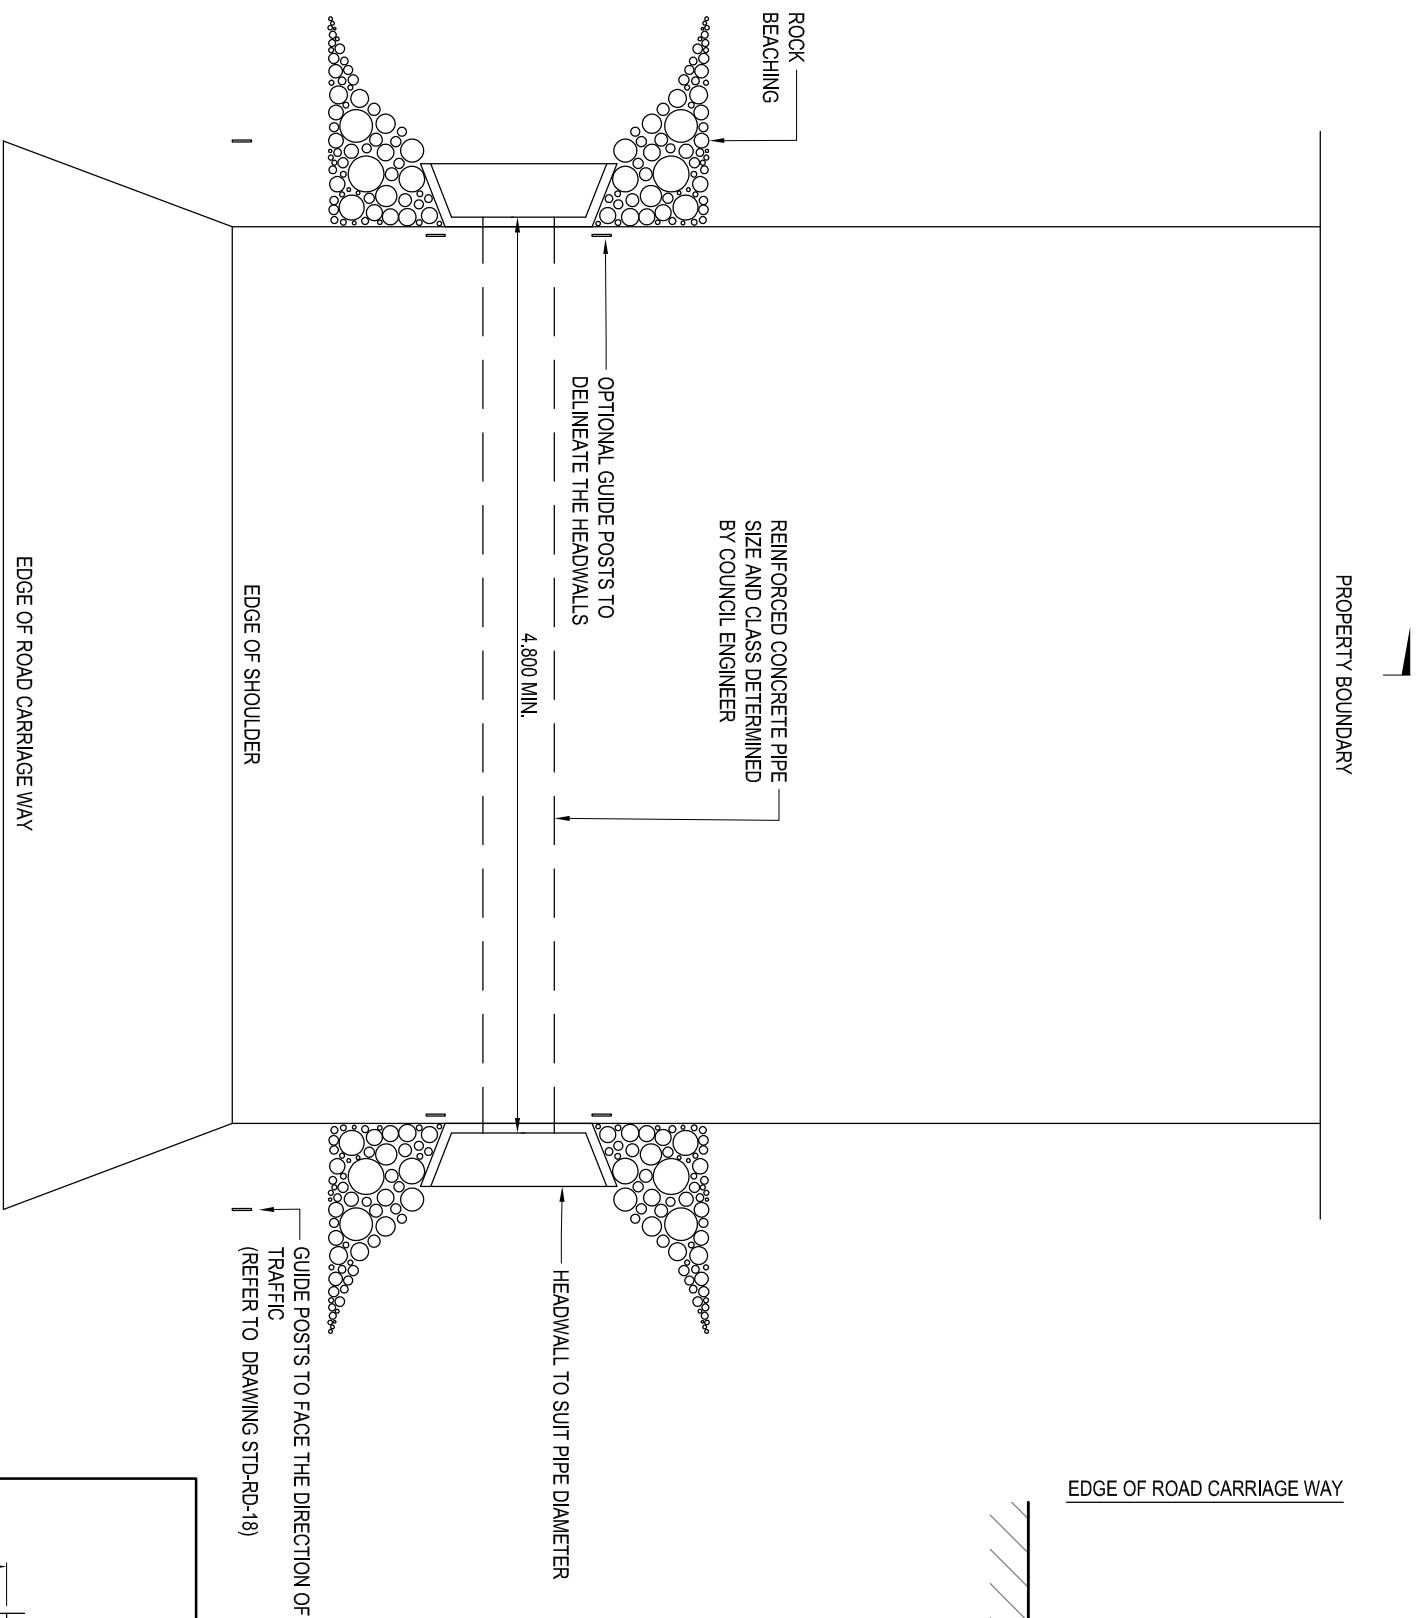 ROCK
BEACHING
OPTIONAL GUIDE POSTS TO
DELINEATE THE HEADWALLS
REINFORCED CONCRETE PIPE
SIZE AND CLASS DETERMINED
BY COUNCIL ENGINEER
PROPERTY BOUNDARY
4.800 MIN.
EDGE OF SHOULDER
EDGE OF ROAD CARRIAGE WAY
HEADWALL TO SUIT PIPE DIAMETER
GUIDE POSTS TO FACE THE DIRECTION OF
TRAFFIC
(REFER TO DRAWING STD-RD-18)
EDGE OF ROAD CARRIAGE WAY